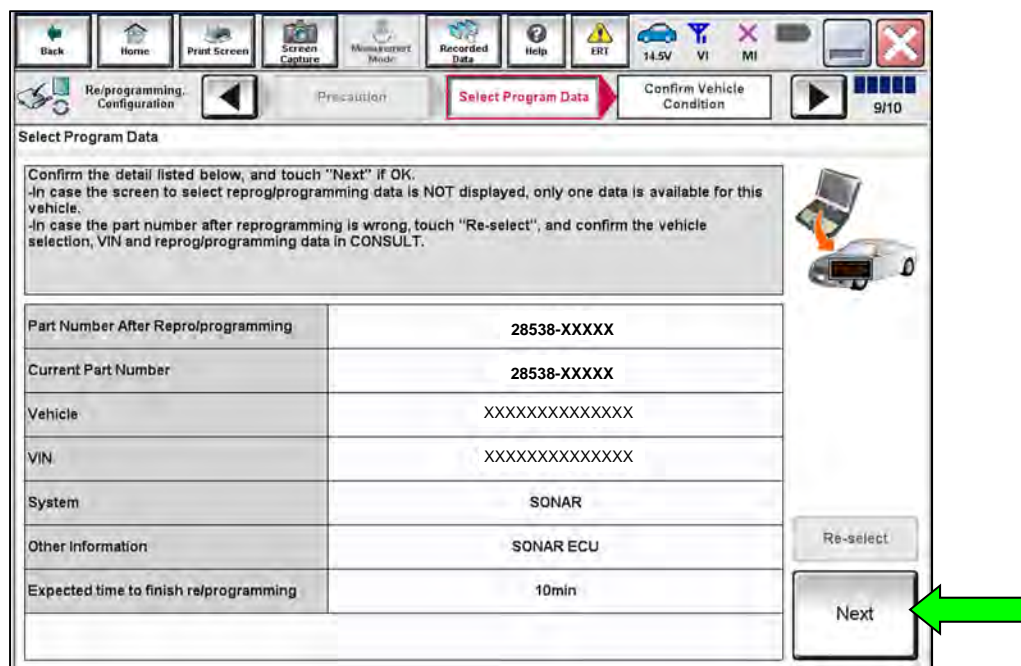 Back
Home
Print Screen
Screen
Capture
Measurement
Mode
Recorded
Data
Help
ERT
14.5V
VI
MI
Re/programming,
Configuration
Precaution
Select Program Data
Confirm Vehicle
Condition
9/10
Select Program Data
Confirm the detail listed below, and touch "Next" if OK.
-In case the screen to select reprog/programming data is NOT displayed, only one data is available for this
vehicle.
-In case the part number after reprogramming is wrong, touch "Re-select", and confirm the vehicle
selection, VIN and reprog/programming data in CONSULT.
Part Number After Repro/programming
28538-XXXXX
Current Part Number
28538-XXXXX
Vehicle
XXXXXXXXXXXXXX
VIN
XXXXXXXXXXXXXX
System
SONAR
Other Information
SONAR ECU
Expected time to finish re/programming
10min
Re-select
Next